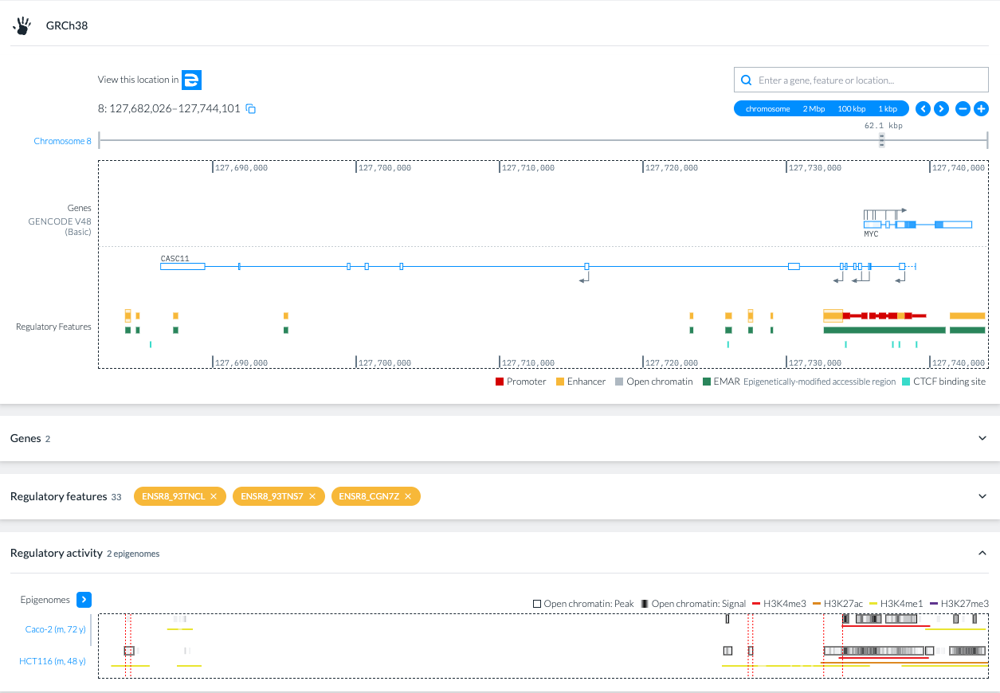 GRCh38
View this location in
Enter a gene, feature or location...
8: 127,682,026–127,744,101
chromosome 2 Mbp 100 kbp 1 kbp
62.1 kbp
Chromosome 8
127,690,000 127,700,000 127,710,000 127,720,000 127,730,000 127,740,000
Genes
GENCODE V48
(Basic)
MYC
CASC11
Regulatory Features
127,690,000 127,700,000 127,710,000 127,720,000 127,730,000 127,740,000
Promoter Enhancer Open chromatin EMAR Epigenetically-modified accessible region CTCF binding site
Genes 2
Regulatory features 33 ENSR8_93TNCL ENSR8_93TNS7 ENSR8_CGN7Z
Regulatory activity 2 epigenomes
Epigenomes
Open chromatin: Peak Open chromatin: Signal H3K4me3 H3K27ac H3K4me1 H3K27me3
Caco-2 (m, 72 y)
HCT116 (m, 48 y)